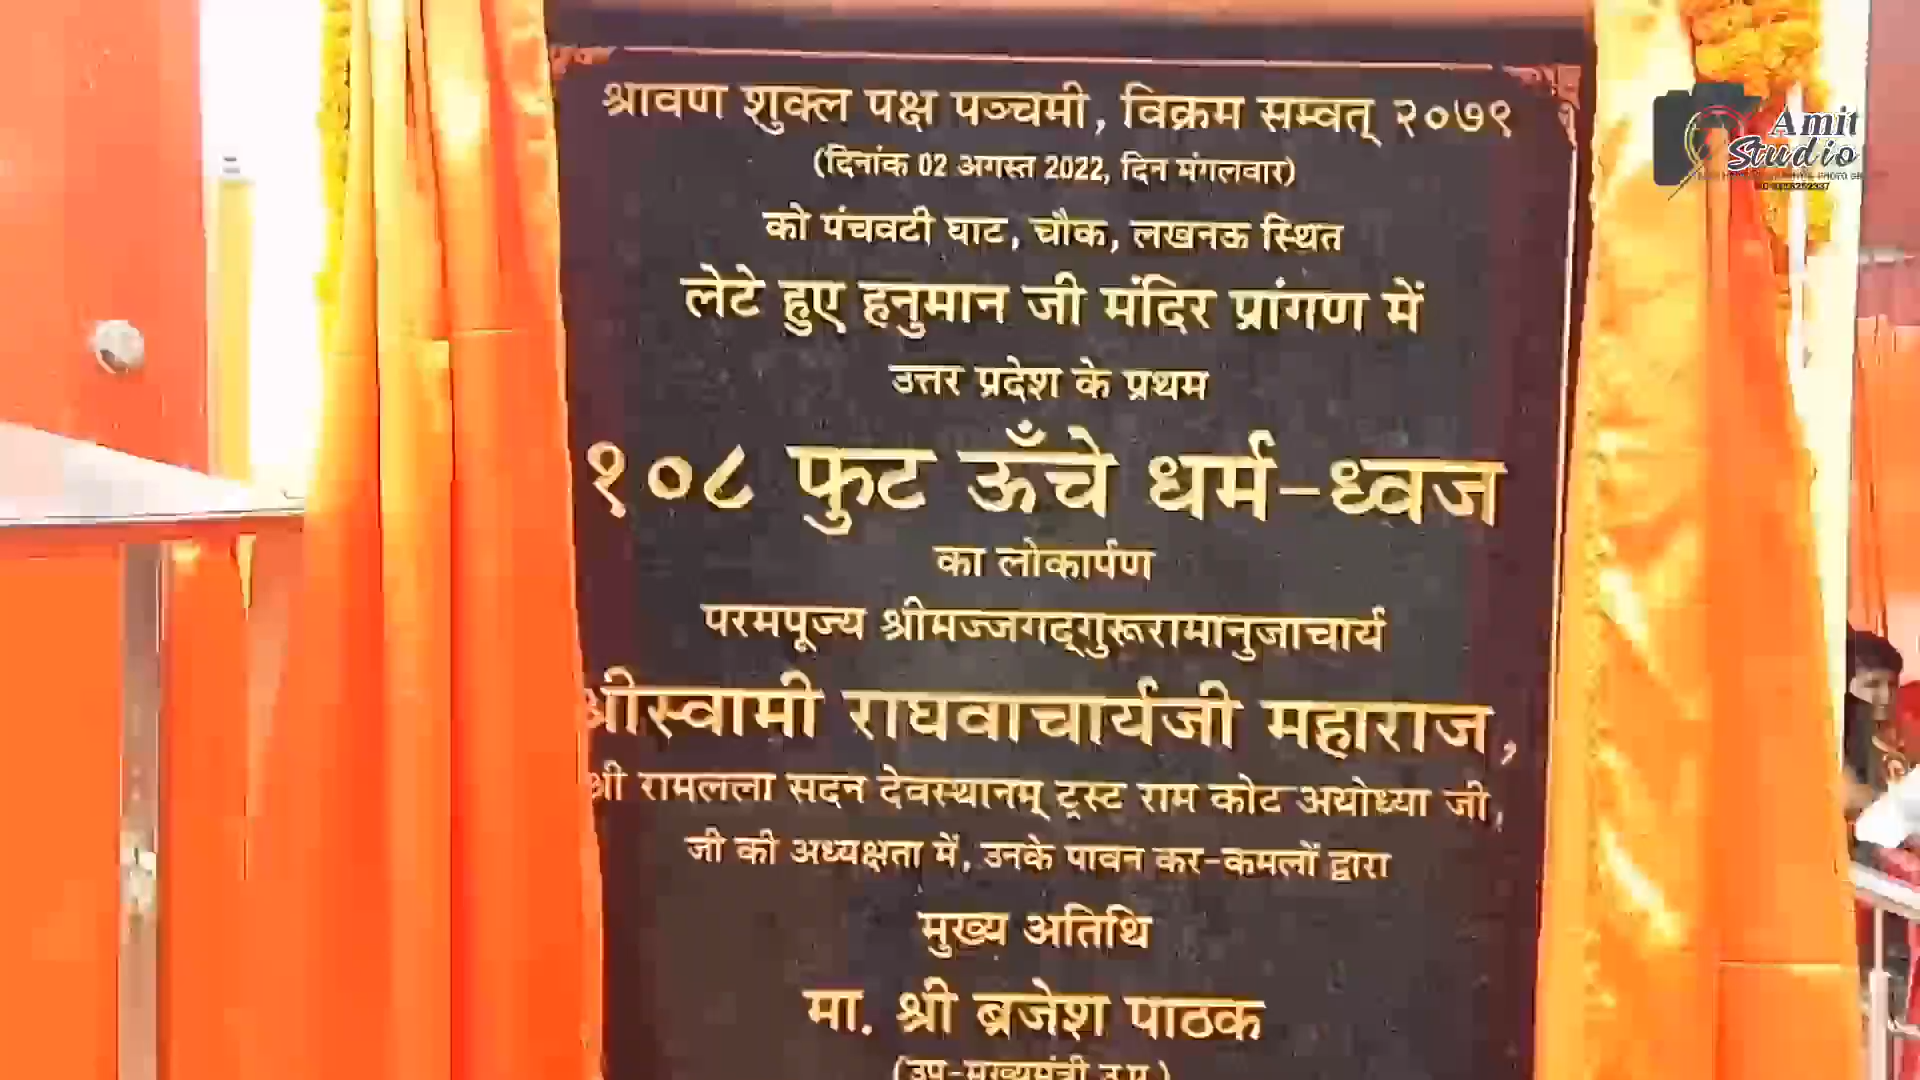 श्रावण शुक्ल पक्ष पञ्चमी, विक्रम सम्वत् २०७९
(दिनांक 02 अगस्त 2022, दिन मंगलवार)
को पंचवटी घाट, चौक, लखनऊ स्थित
लेटे हुए हनुमान जी मंदिर प्रांगण में
उत्तर प्रदेश के प्रथम
१०८ फुट ऊँचे धर्म-ध्वज
का लोकार्पण
परमपूज्य श्रीमज्जगद्गुरूरामानुजाचार्य
श्रीस्वामी राघवाचार्यजी महाराज,
श्री रामलला सदन देवस्थानम् ट्रस्ट राम कोट अयोध्या जी,
जी की अध्यक्षता में, उनके पावन कर-कमलों द्वारा
मुख्य अतिथि
मा. श्री ब्रजेश पाठक
(उप-मुख्यमंत्री उ.प्र.)
Amit
Studio